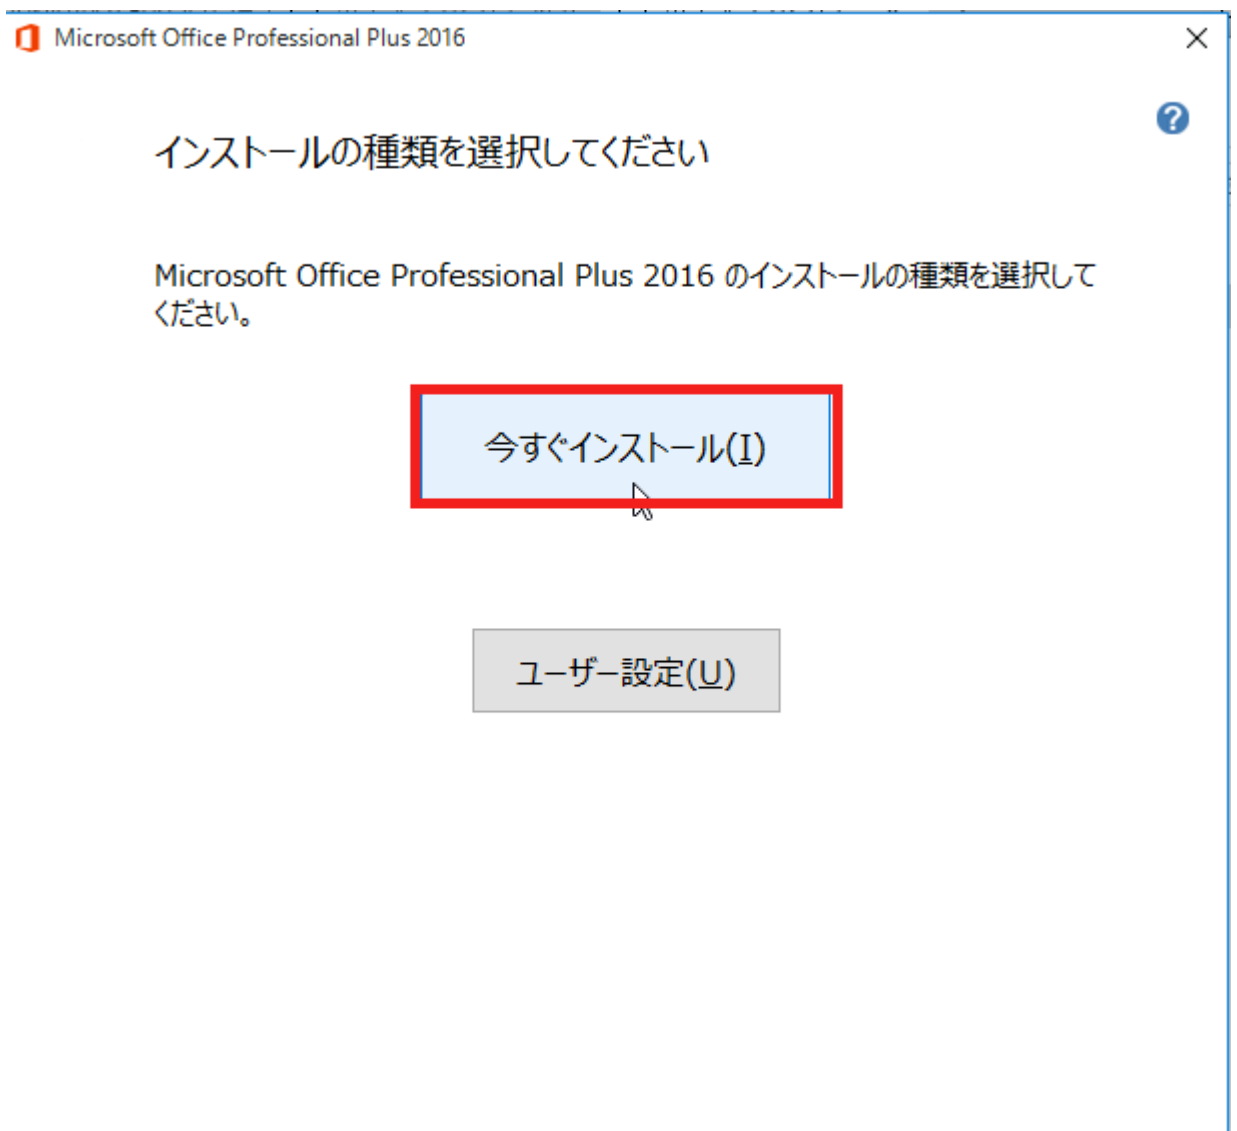 Microsoft Office Professional Plus 2016
インストールの種類を選択してください
Microsoft Office Professional Plus 2016 のインストールの種類を選択して
ください。
今すぐインストール(I)
ユーザー設定(U)